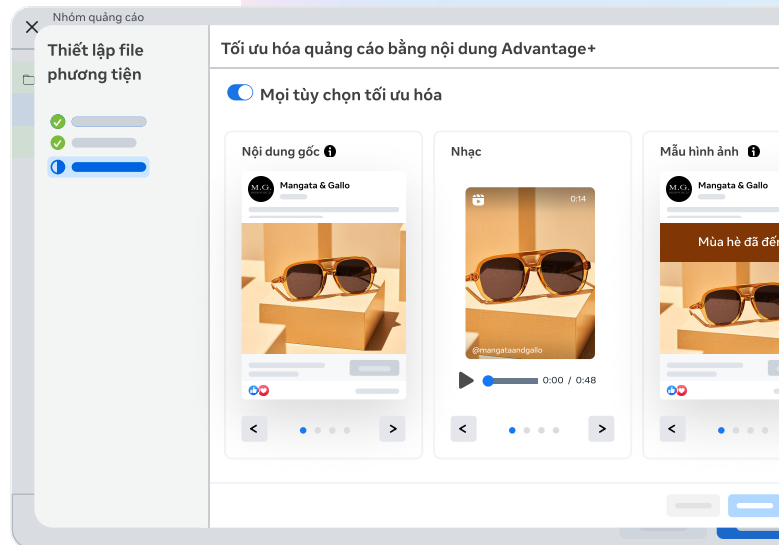 Nhóm quảng cáo
Thiết lập file
phương tiện
Tối ưu hóa quảng cáo bằng nội dung Advantage+
Mọi tùy chọn tối ưu hóa
Nội dung gốc
M.G.
Mangata & Gallo
<
>
Nhạc
0:14
@mangataandgallo
0:00 / 0:48
<
>
Mẫu hình ảnh
M.G.
Mangata & Gallo
Mùa hè đã đến
<